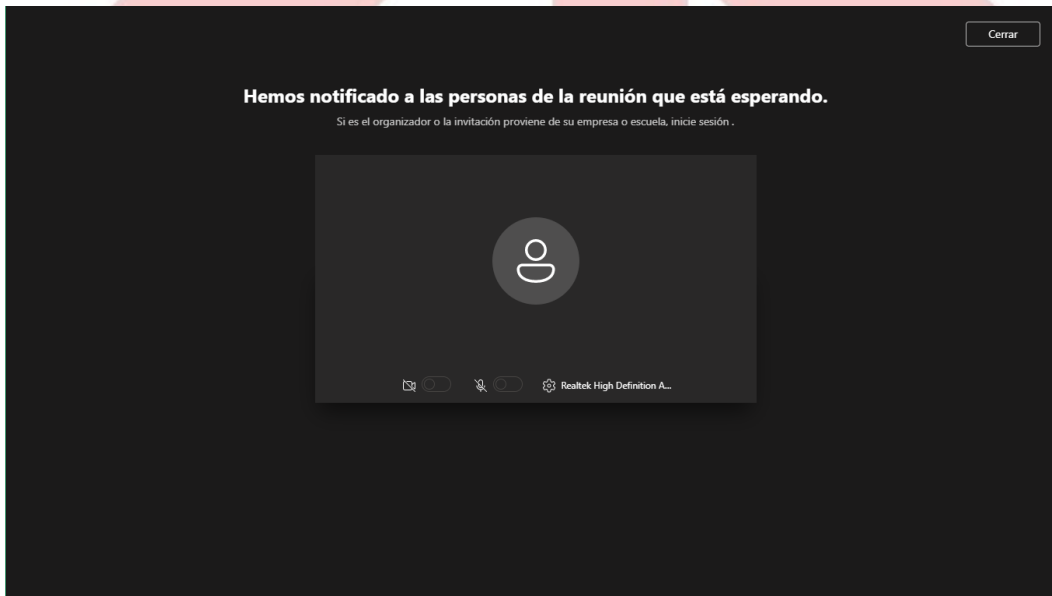 Cerrar
Hemos notificado a las personas de la reunión que está esperando.
Si es el organizador o la invitación proviene de su empresa o escuela, inicie sesión .
Realtek High Definition A...